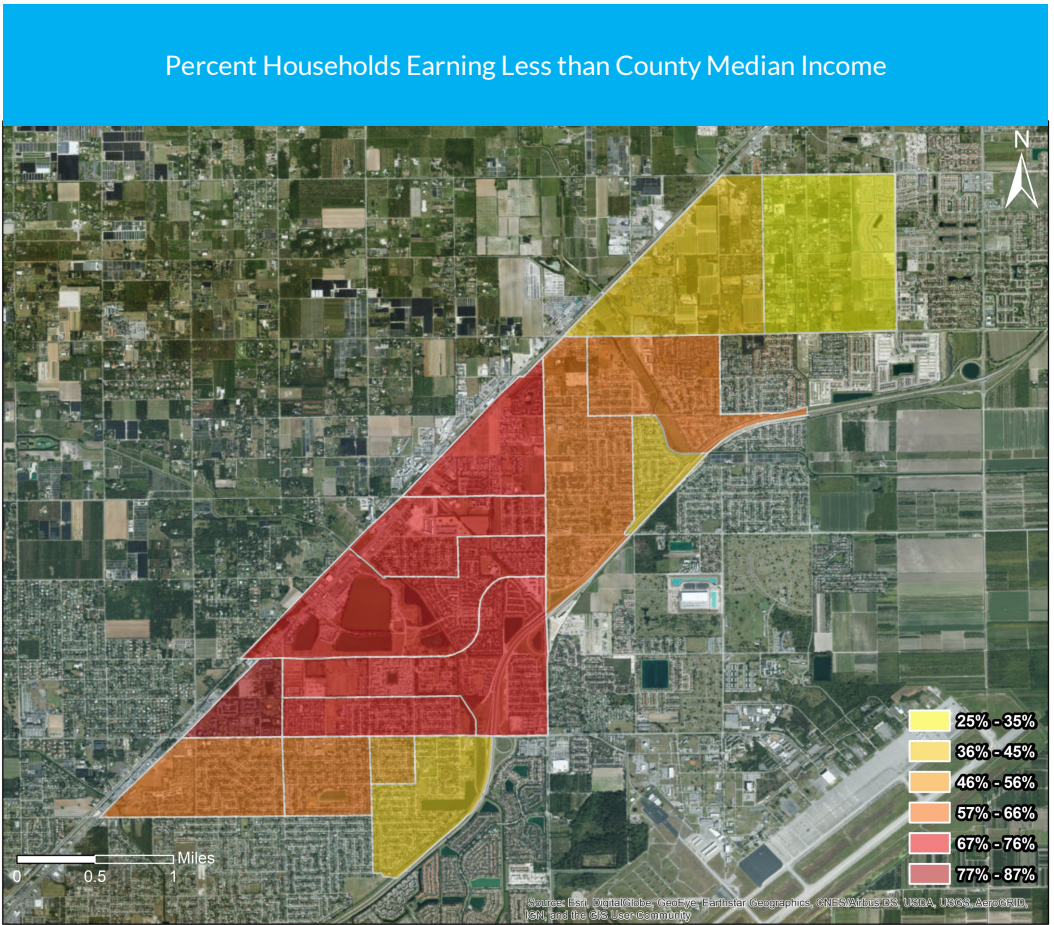 Percent Households Earning Less than County Median Income
N
25% - 35%
36% - 45%
46% - 56%
57% - 66%
67% - 76%
77% - 87%
Miles
0 0.5 1
Source: Esri, DigitalGlobe, GeoEye, Earthstar Geographics, CNES/Airbus DS, USDA, USGS, AeroGRID,
IGN, and the GIS User Community